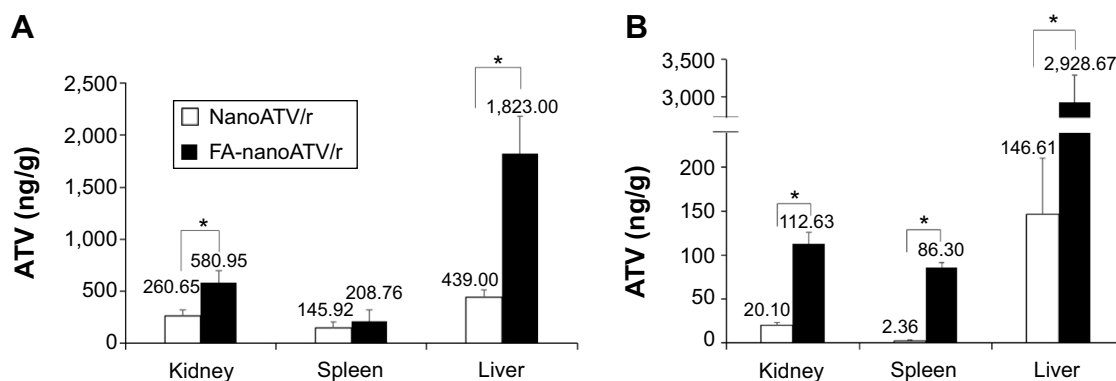 A
ATV (ng/g)
2,500
2,000
1,500
1,000
500
0
NanoATV/r
FA-nanoATV/r
260.65
*
580.95
145.92
208.76
439.00
*
1,823.00
Kidney
Spleen
Liver
B
ATV (ng/g)
3,500
3,000
200
150
100
50
0
20.10
*
112.63
2.36
*
86.30
146.61
*
2,928.67
Kidney
Spleen
Liver